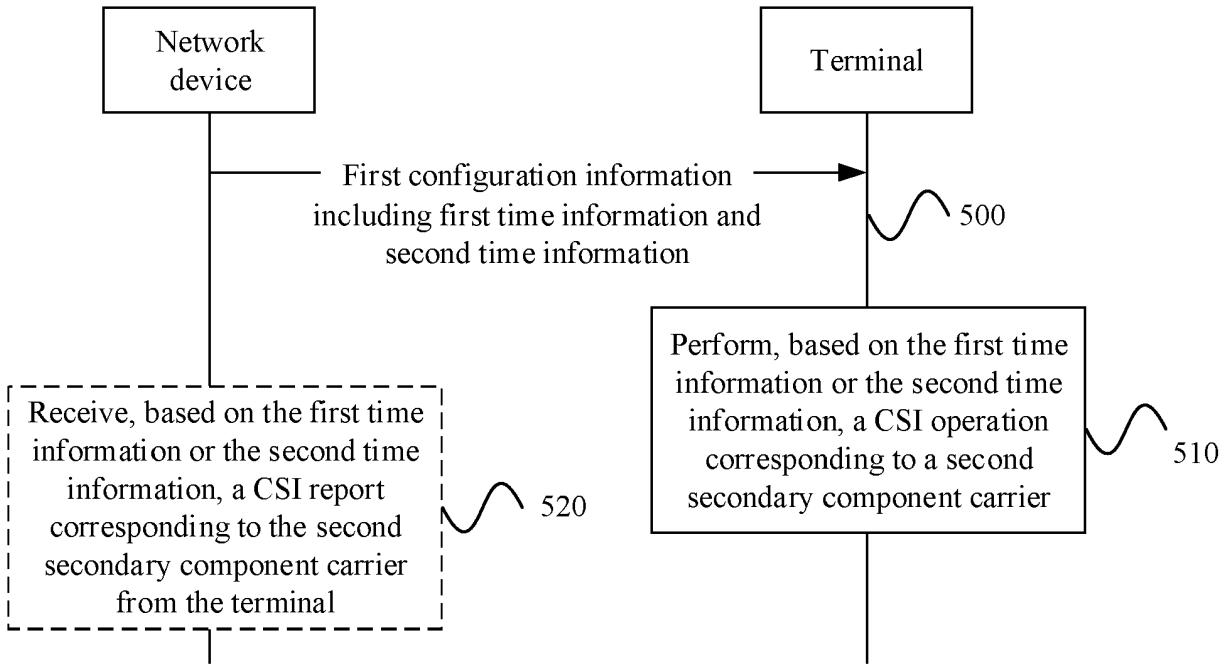 Network
device
Terminal
First configuration information
including first time information and
second time information
500
Perform, based on the first time
information or the second time
information, a CSI operation
corresponding to a second
secondary component carrier
510
Receive, based on the first time
information or the second time
information, a CSI report
corresponding to the second
secondary component carrier
from the terminal
520